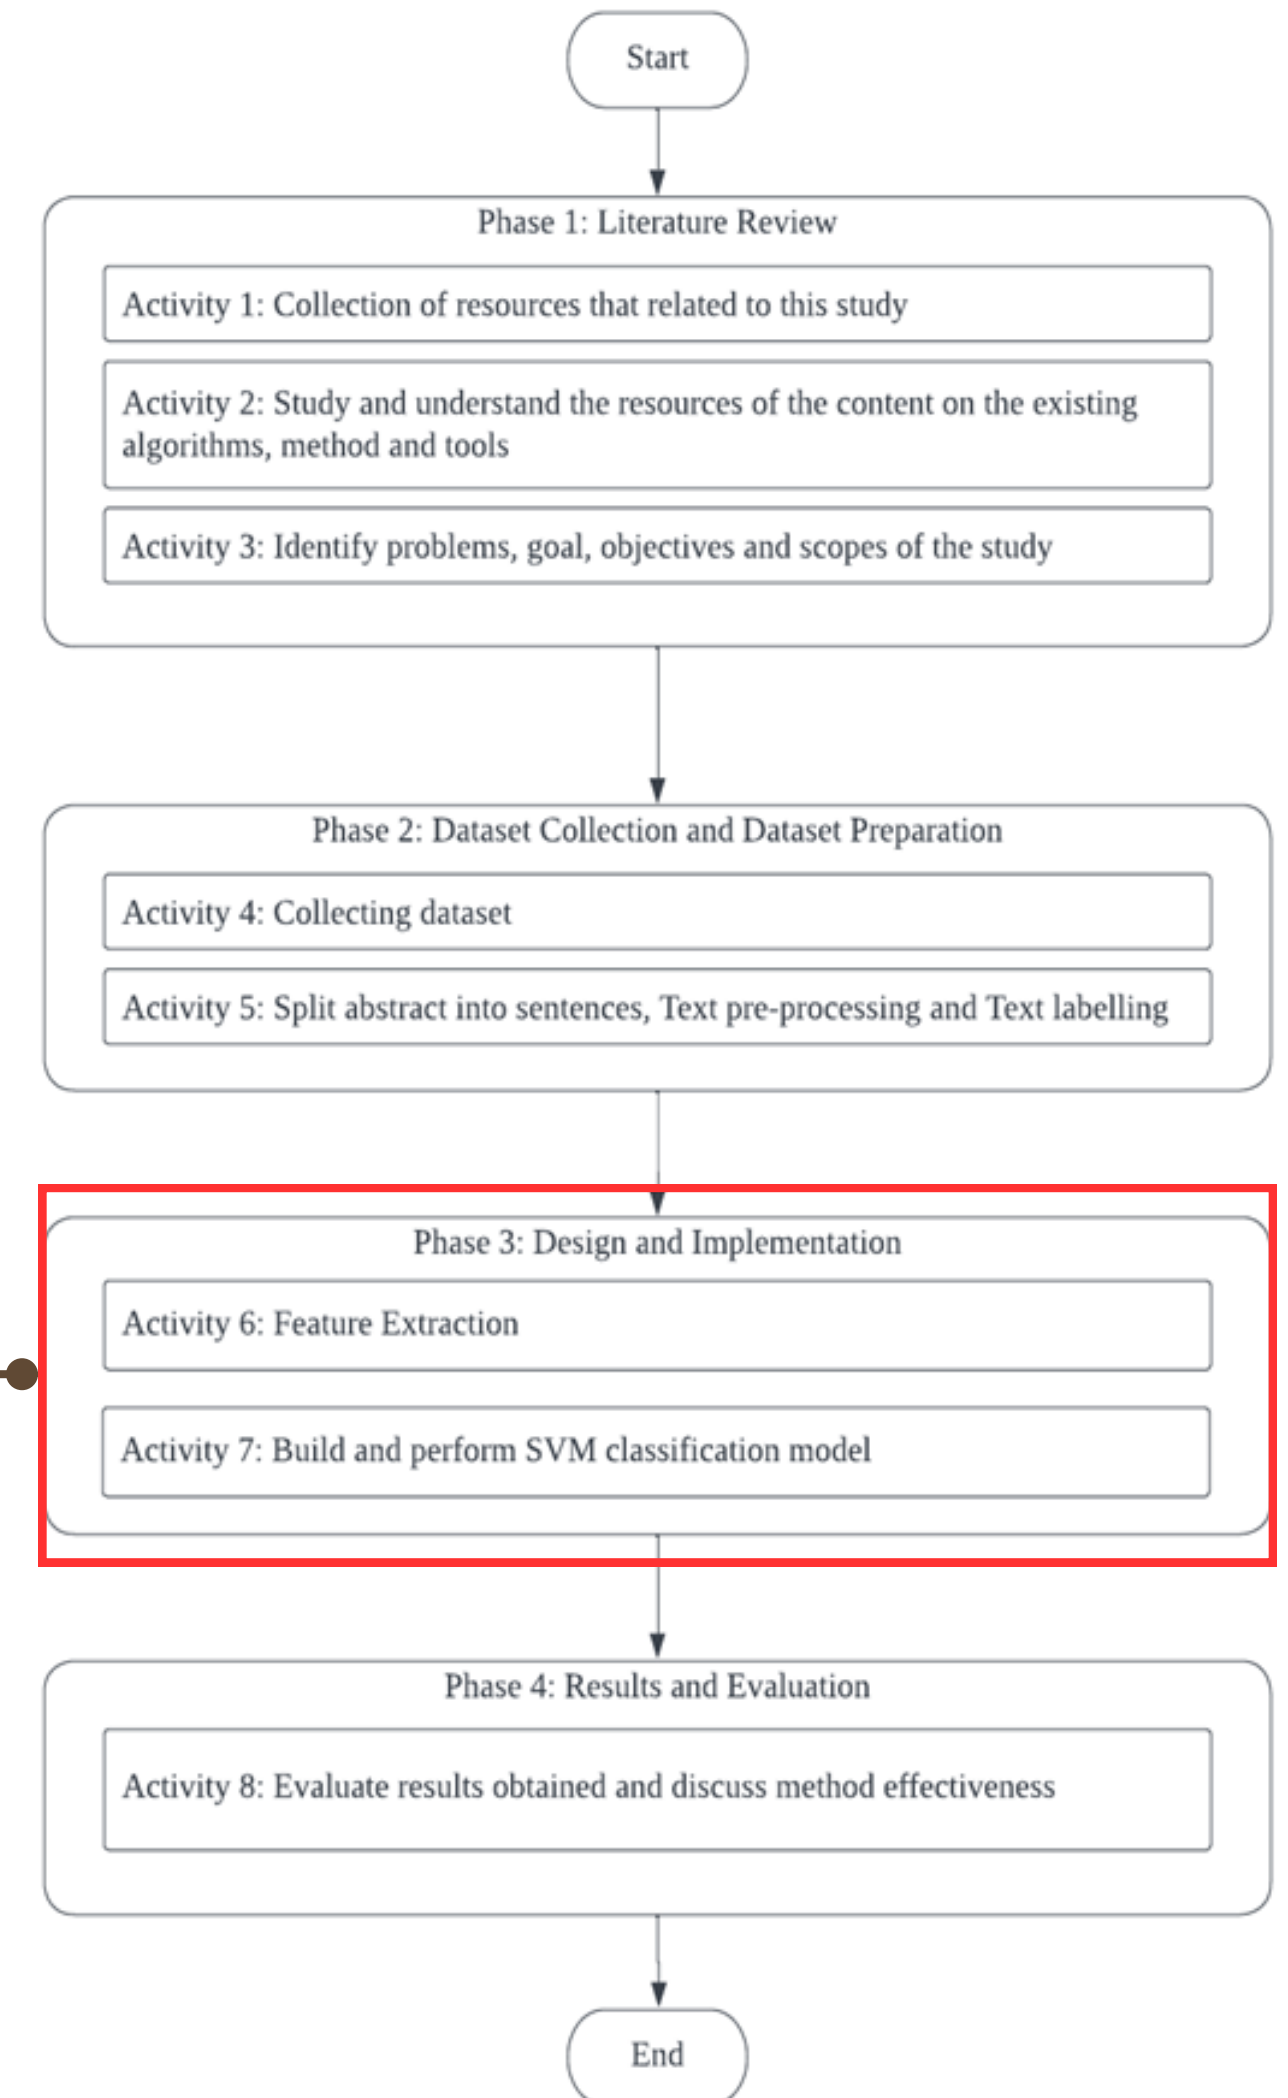 Start
Phase 1: Literature Review
Activity 1: Collection of resources that related to this study
Activity 2: Study and understand the resources of the content on the existing
algorithms, method and tools
Activity 3: Identify problems, goal, objectives and scopes of the study
Phase 2: Dataset Collection and Dataset Preparation
Activity 4: Collecting dataset
Activity 5: Split abstract into sentences, Text pre-processing and Text labelling
Phase 3: Design and Implementation
Activity 6: Feature Extraction
Activity 7: Build and perform SVM classification model
Phase 4: Results and Evaluation
Activity 8: Evaluate results obtained and discuss method effectiveness
End